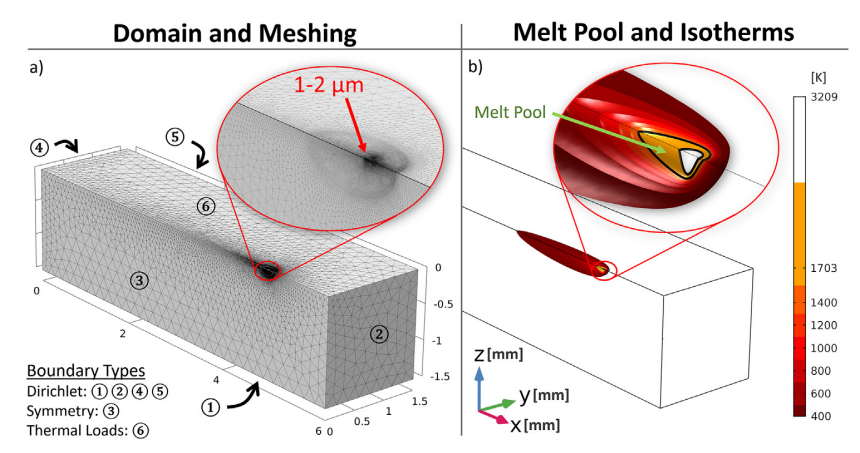 Domain and Meshing
a)
1-2 μm
④
⑤
⑥
③
②
①
0
2
4
6
0
0.5
1
1.5
0
-0.5
-1
-1.5
Boundary Types
Dirichlet: ① ② ④ ⑤
Symmetry: ③
Thermal Loads: ⑥
Melt Pool and Isotherms
b)
Melt Pool
[K]
3209
1703
1400
1200
1000
800
600
400
z [mm]
y [mm]
x [mm]